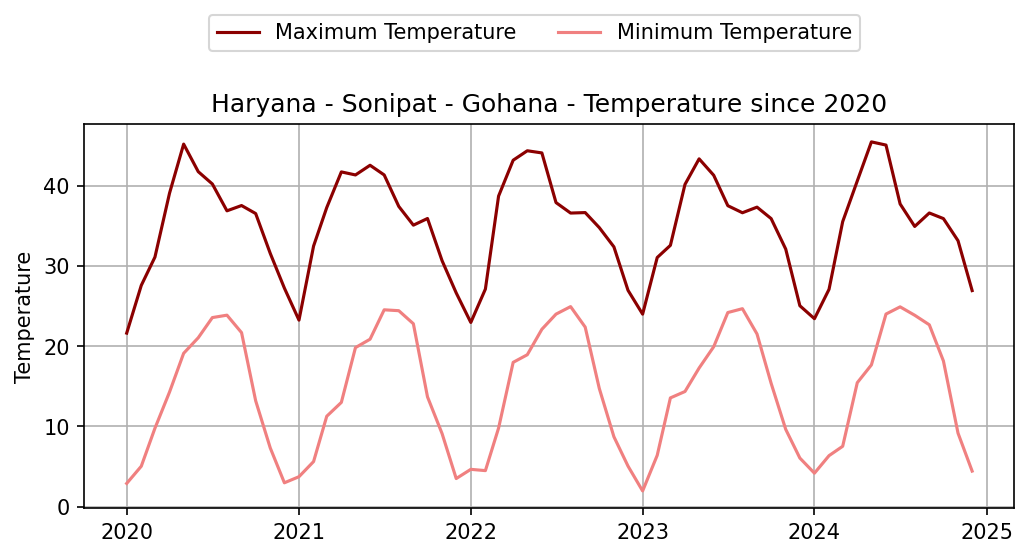 Maximum Temperature
Minimum Temperature
Haryana - Sonipat - Gohana - Temperature since 2020
Temperature
40
30
20
10
0
2020
2021
2022
2023
2024
2025